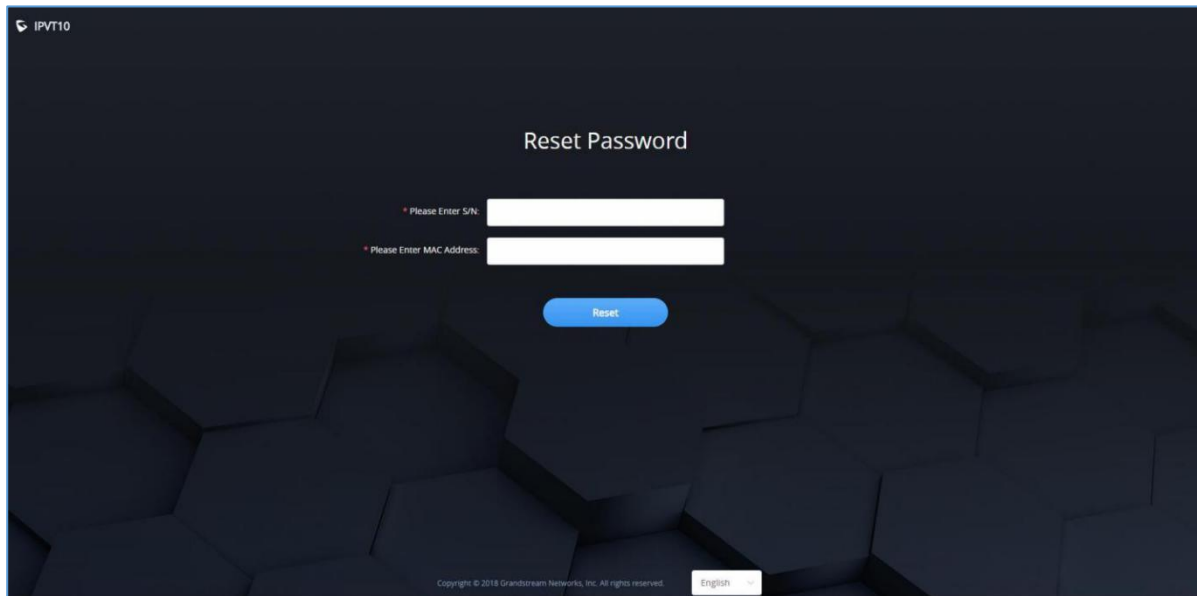 IPVT10
Reset Password
* Please Enter S/N:
* Please Enter MAC Address:
Reset
Copyright © 2018 Grandstream Networks, Inc. All rights reserved.
English